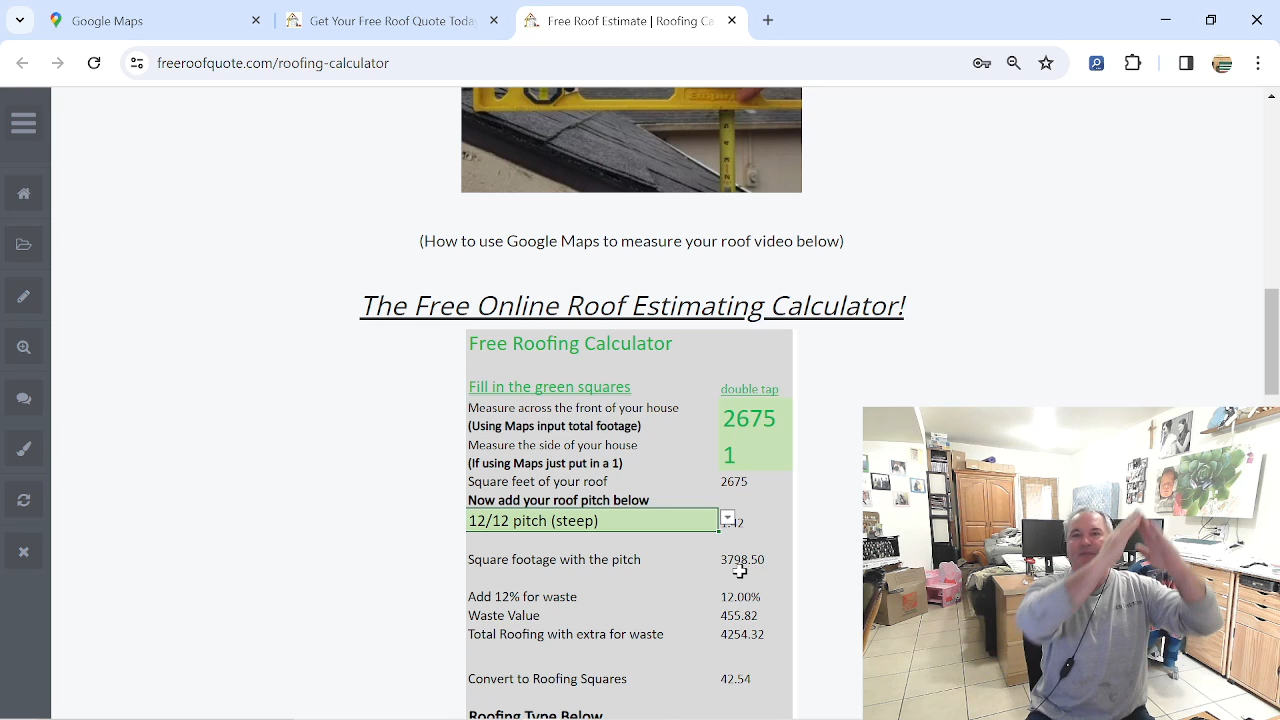 Google Maps
Get Your Free Roof Quote Today
Free Roof Estimate | Roofing Ca
freeroofquote.com/roofing-calculator
(How to use Google Maps to measure your roof video below)
The Free Online Roof Estimating Calculator!
Free Roofing Calculator
Fill in the green squares double tap
Measure across the front of your house
(Using Maps input total footage) 2675
Measure the side of your house
(If using Maps just put in a 1) 1
Square feet of your roof 2675
Now add your roof pitch below
12/12 pitch (steep)
Square footage with the pitch 3798.50
Add 12% for waste 12.00%
Waste Value 455.82
Total Roofing with extra for waste 4254.32
Convert to Roofing Squares 42.54
Roofing Type Below